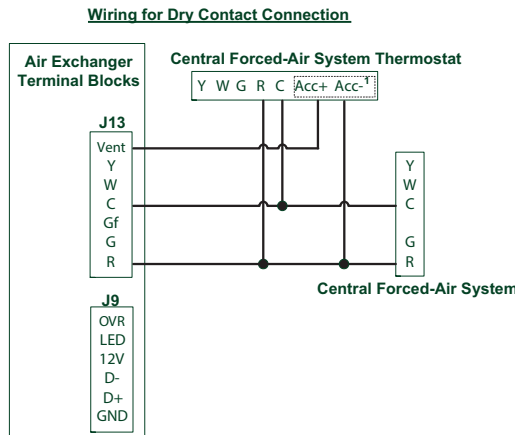 Wiring for Dry Contact Connection
Air Exchanger
Terminal Blocks
Central Forced-Air System Thermostat
Y W G R C Acc+ Acc-1
J13
Vent
Y
W
C
Gf
G
R
Y
W
C
G
R
Central Forced-Air System
J9
OVR
LED
12V
D-
D+
GND